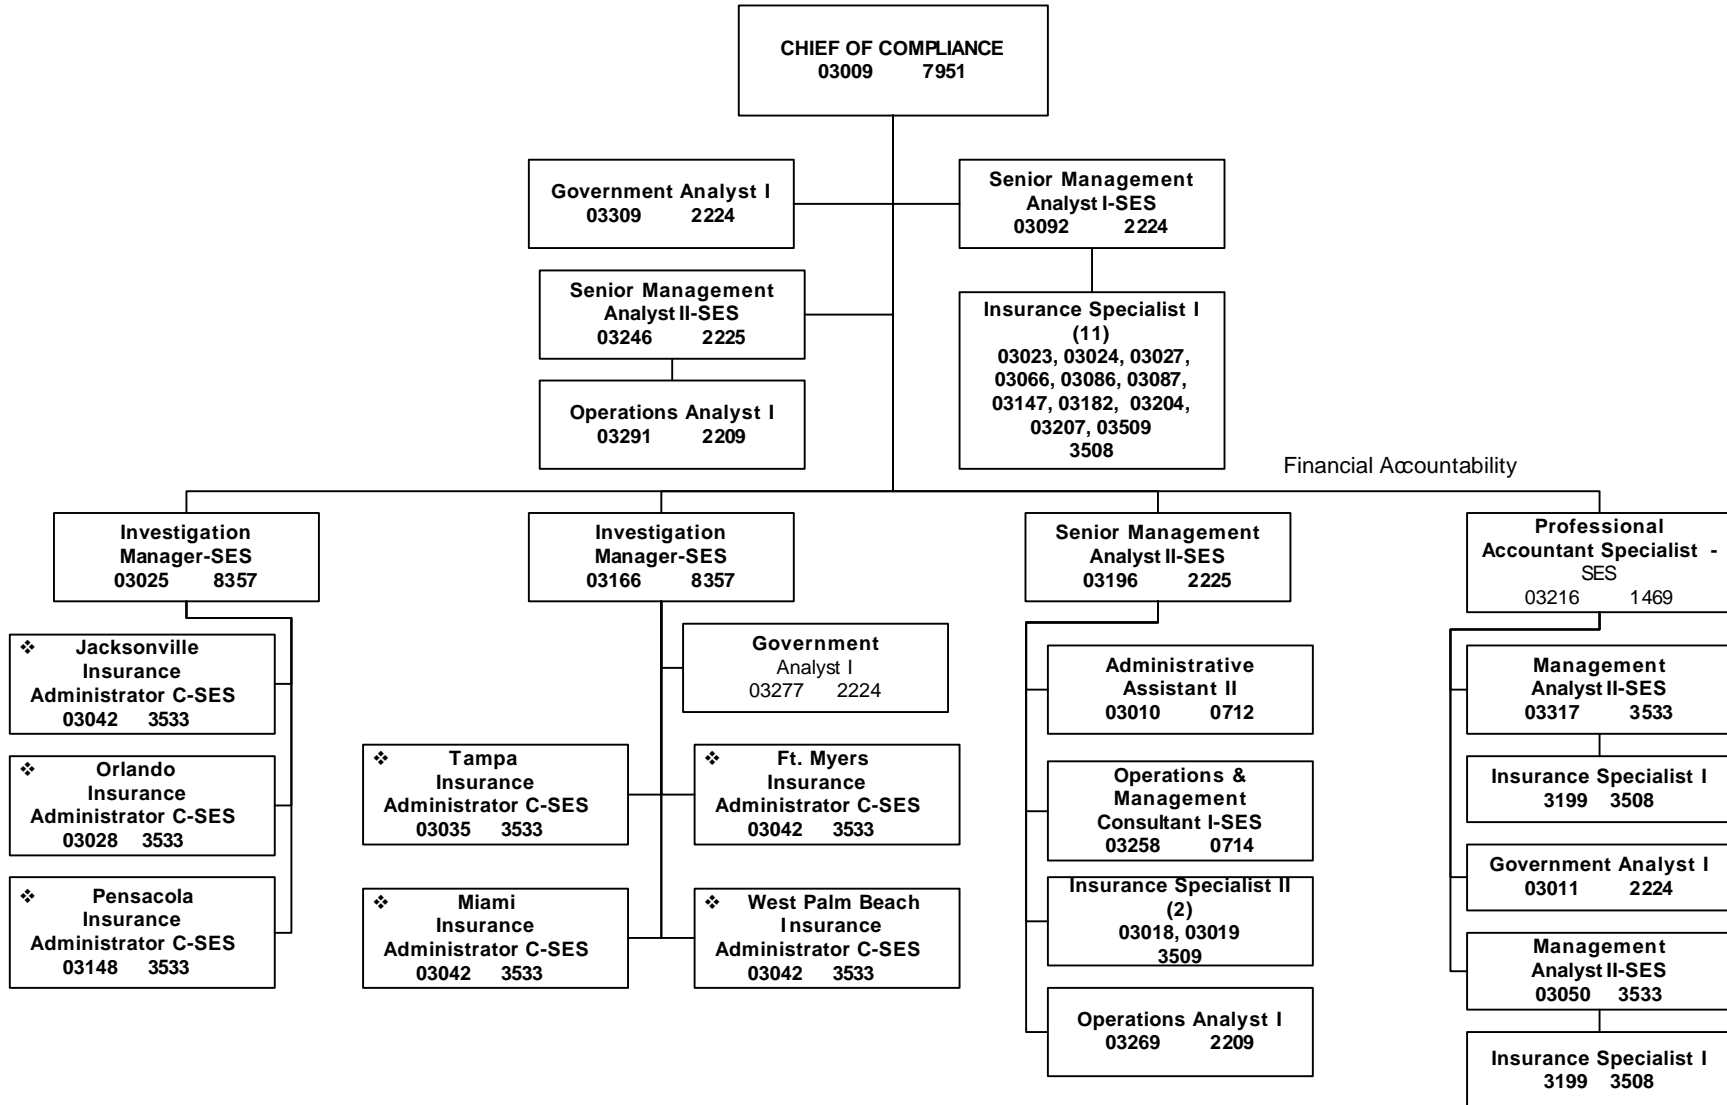 CHIEF OF COMPLIANCE
03009 7951
Government Analyst I
03309 2224
Senior Management
Analyst I-SES
03092 2224
Senior Management
Analyst II-SES
03246 2225
Insurance Specialist I
(11)
03023, 03024, 03027,
03066, 03086, 03087,
03147, 03182, 03204,
03207, 03509
3508
Operations Analyst I
03291 2209
Financial Accountability
Investigation
Manager-SES
03025 8357
Investigation
Manager-SES
03166 8357
Senior Management
Analyst II-SES
03196 2225
Professional
Accountant Specialist -
SES
03216 1469
❖ Jacksonville
Insurance
Administrator C-SES
03042 3533
❖ Orlando
Insurance
Administrator C-SES
03028 3533
❖ Pensacola
Insurance
Administrator C-SES
03148 3533
Government
Analyst I
03277 2224
❖ Tampa
Insurance
Administrator C-SES
03035 3533
❖ Ft. Myers
Insurance
Administrator C-SES
03042 3533
❖ Miami
Insurance
Administrator C-SES
03042 3533
❖ West Palm Beach
Insurance
Administrator C-SES
03042 3533
Administrative
Assistant II
03010 0712
Operations &
Management
Consultant I-SES
03258 0714
Insurance Specialist II
(2)
03018, 03019
3509
Operations Analyst I
03269 2209
Management
Analyst II-SES
03317 3533
Insurance Specialist I
3199 3508
Government Analyst I
03011 2224
Management
Analyst II-SES
03050 3533
Insurance Specialist I
3199 3508